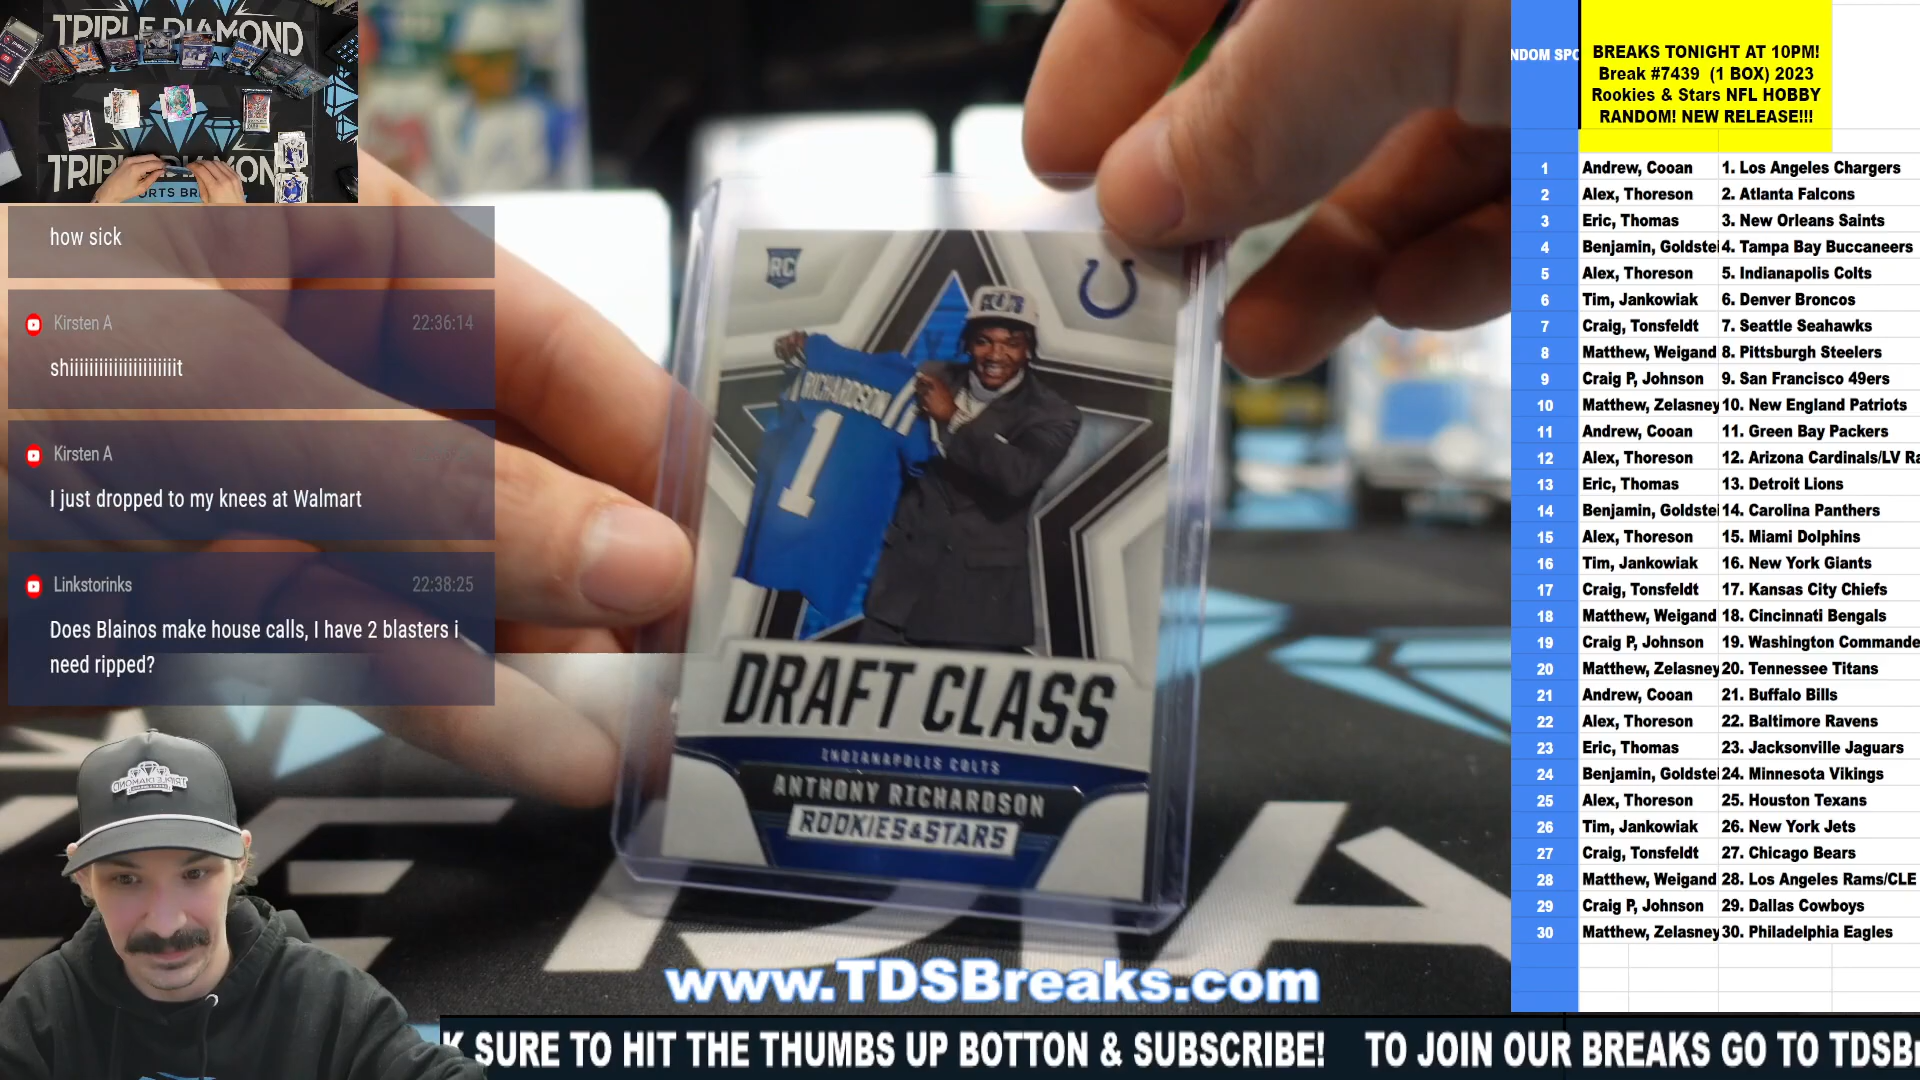 TRIPLE DIAMOND
TRIPLE DIAMOND
how sick
Kirsten A 22:36:14
shiiiiiiiiiiiiiiiiiiiiiit
Kirsten A
I just dropped to my knees at Walmart
Linkstorinks 22:38:25
Does Blainos make house calls, I have 2 blasters i
need ripped?
TRIPLE DIAMOND
RC
RICHARDSON
1
DRAFT CLASS
INDIANAPOLIS COLTS
ANTHONY RICHARDSON
ROOKIES & STARS
www.TDSBreaks.com
K SURE TO HIT THE THUMBS UP BOTTON & SUBSCRIBE! TO JOIN OUR BREAKS GO TO TDSB
NDOM SPO
BREAKS TONIGHT AT 10PM!
Break #7439 (1 BOX) 2023
Rookies & Stars NFL HOBBY
RANDOM! NEW RELEASE!!!
1 Andrew, Cooan 1. Los Angeles Chargers
2 Alex, Thoreson 2. Atlanta Falcons
3 Eric, Thomas 3. New Orleans Saints
4 Benjamin, Goldstei 4. Tampa Bay Buccaneers
5 Alex, Thoreson 5. Indianapolis Colts
6 Tim, Jankowiak 6. Denver Broncos
7 Craig, Tonsfeldt 7. Seattle Seahawks
8 Matthew, Weigand 8. Pittsburgh Steelers
9 Craig P, Johnson 9. San Francisco 49ers
10 Matthew, Zelasney 10. New England Patriots
11 Andrew, Cooan 11. Green Bay Packers
12 Alex, Thoreson 12. Arizona Cardinals/LV Ra
13 Eric, Thomas 13. Detroit Lions
14 Benjamin, Goldstei 14. Carolina Panthers
15 Alex, Thoreson 15. Miami Dolphins
16 Tim, Jankowiak 16. New York Giants
17 Craig, Tonsfeldt 17. Kansas City Chiefs
18 Matthew, Weigand 18. Cincinnati Bengals
19 Craig P, Johnson 19. Washington Commande
20 Matthew, Zelasney 20. Tennessee Titans
21 Andrew, Cooan 21. Buffalo Bills
22 Alex, Thoreson 22. Baltimore Ravens
23 Eric, Thomas 23. Jacksonville Jaguars
24 Benjamin, Goldstei 24. Minnesota Vikings
25 Alex, Thoreson 25. Houston Texans
26 Tim, Jankowiak 26. New York Jets
27 Craig, Tonsfeldt 27. Chicago Bears
28 Matthew, Weigand 28. Los Angeles Rams/CLE
29 Craig P, Johnson 29. Dallas Cowboys
30 Matthew, Zelasney 30. Philadelphia Eagles